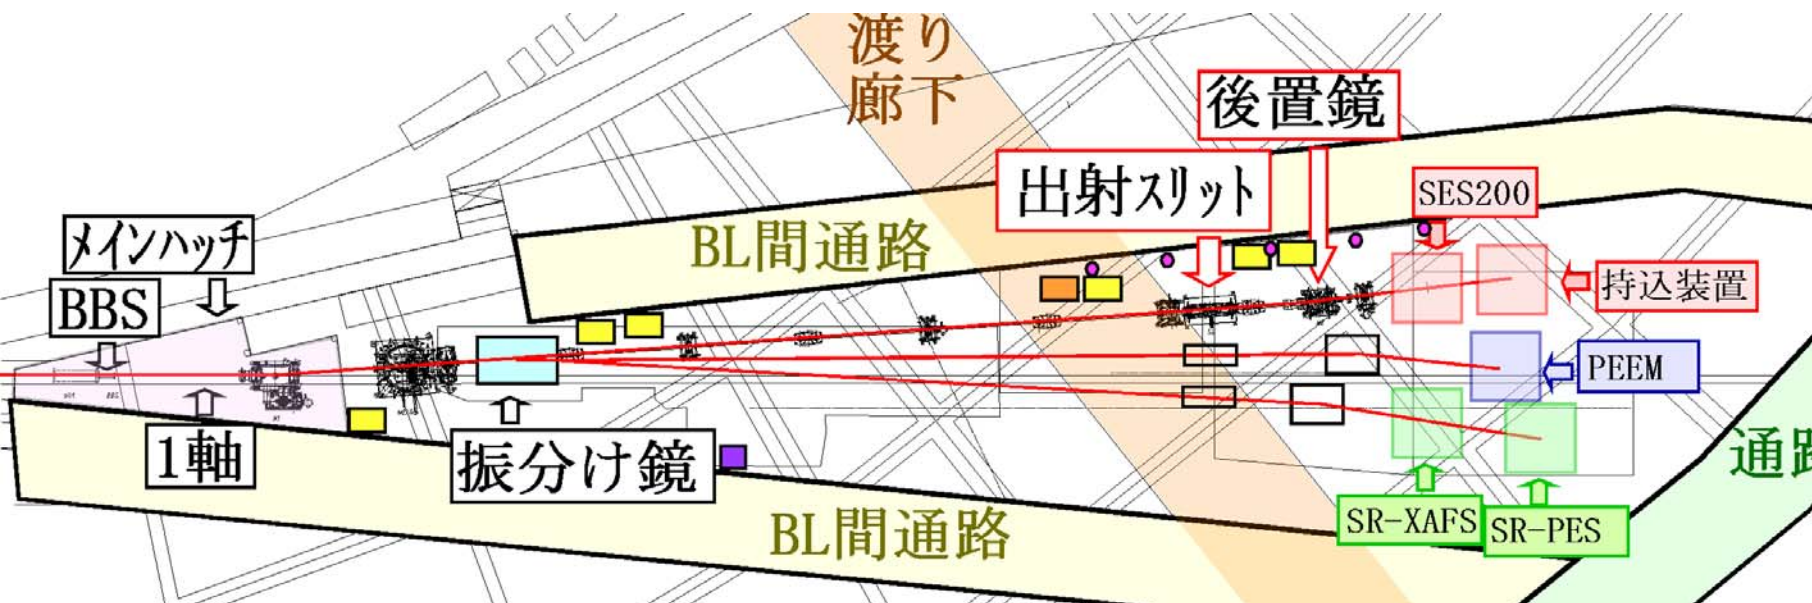 渡り
廊下
後置鏡
出射スリット
SES200
メインハッチ
BL間通路
持込装置
BBS
PEEM
1軸
振分け鏡
通路
SR-XAFS
SR-PES
BL間通路